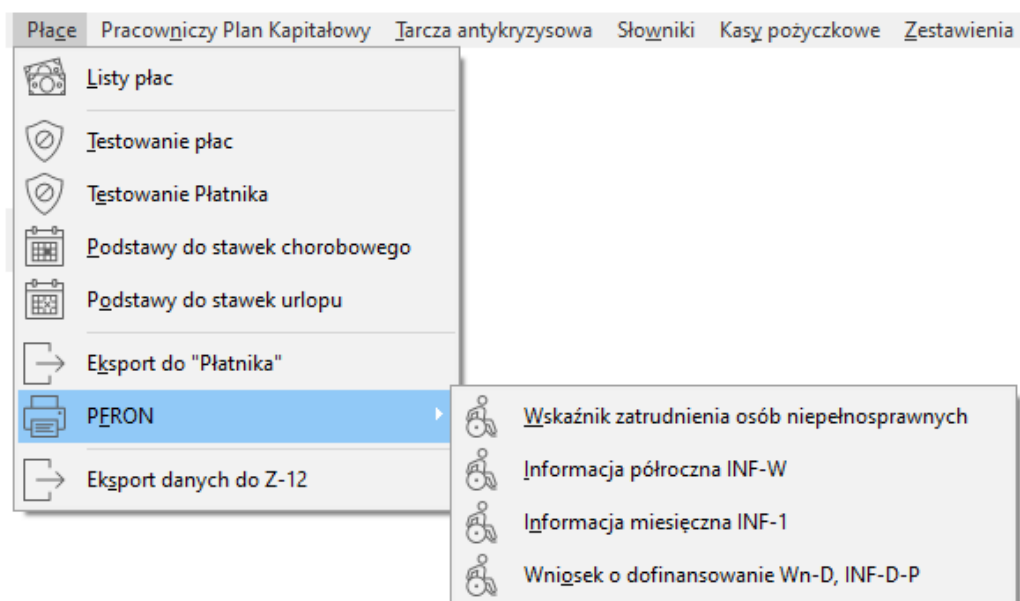 Płace Pracowniczy Plan Kapitałowy Tarcza antykryzysowa Słowniki Kasy pożyczkowe Zestawienia
Listy płac
Testowanie płac
Testowanie Płatnika
Podstawy do stawek chorobowego
Podstawy do stawek urlopu
Eksport do "Płatnika"
PFRON
Wskaźnik zatrudnienia osób niepełnosprawnych
Informacja półroczna INF-W
Eksport danych do Z-12
Informacja miesięczna INF-1
Wniosek o dofinansowanie Wn-D, INF-D-P